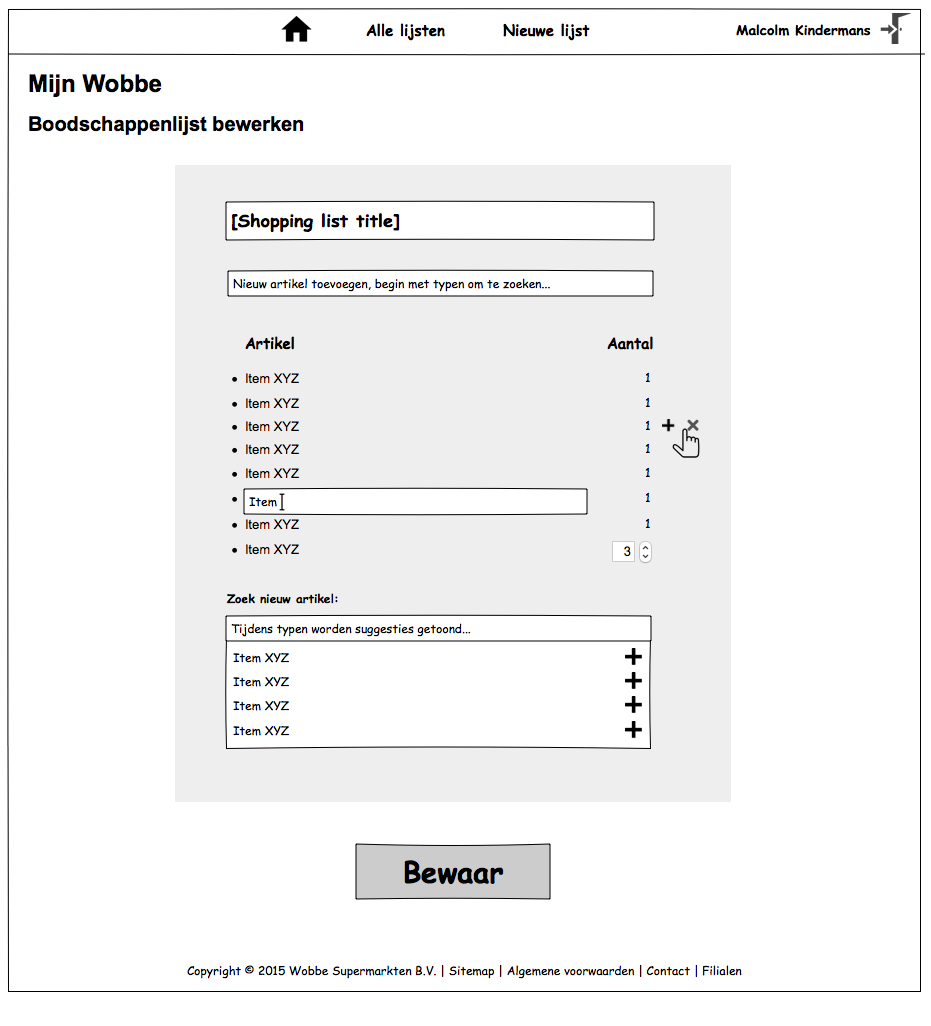 Alle lijsten Nieuwe lijst Malcolm Kindermans
Mijn Wobbe
Boodschappenlijst bewerken
[Shopping list title]
Nieuw artikel toevoegen, begin met typen om te zoeken...
Artikel Aantal
• Item XYZ 1
• Item XYZ 1
• Item XYZ 1
• Item XYZ 1
• Item XYZ 1
• Item 1
• Item XYZ 1
• Item XYZ 3
Zoek nieuw artikel:
Tijdens typen worden suggesties getoond...
Item XYZ
Item XYZ
Item XYZ
Item XYZ
Bewaar
Copyright © 2015 Wobbe Supermarkten B.V. | Sitemap | Algemene voorwaarden | Contact | Filialen